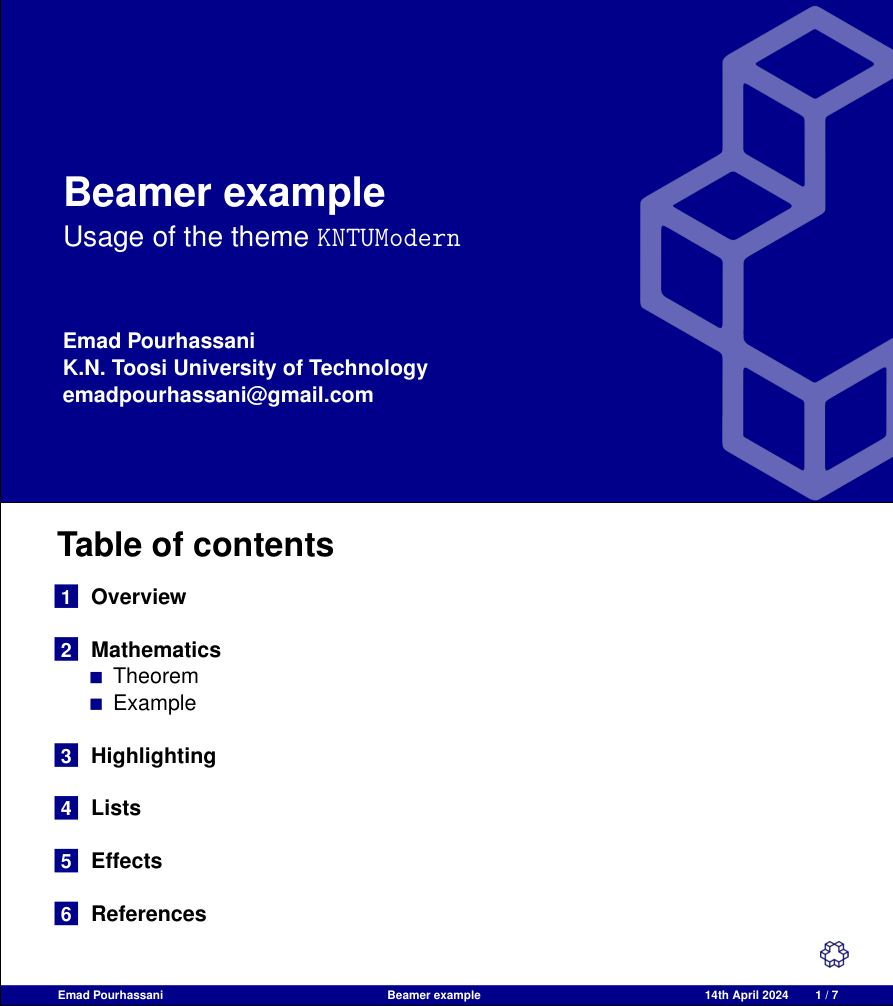 Beamer example
Usage of the theme KNTUModern
Emad Pourhassani
K.N. Toosi University of Technology
emadpourhassani@gmail.com
Table of contents
1 Overview
2 Mathematics
Theorem
Example
3 Highlighting
4 Lists
5 Effects
6 References
Emad Pourhassani Beamer example 14th April 2024 1 / 7